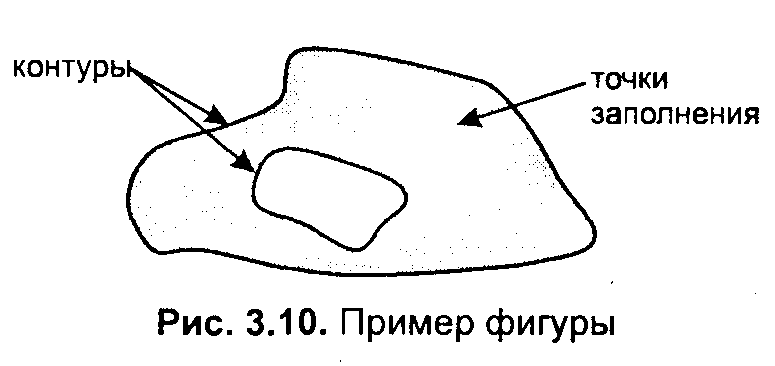 контуры
точки
заполнения
Рис. 3.10. Пример фигуры